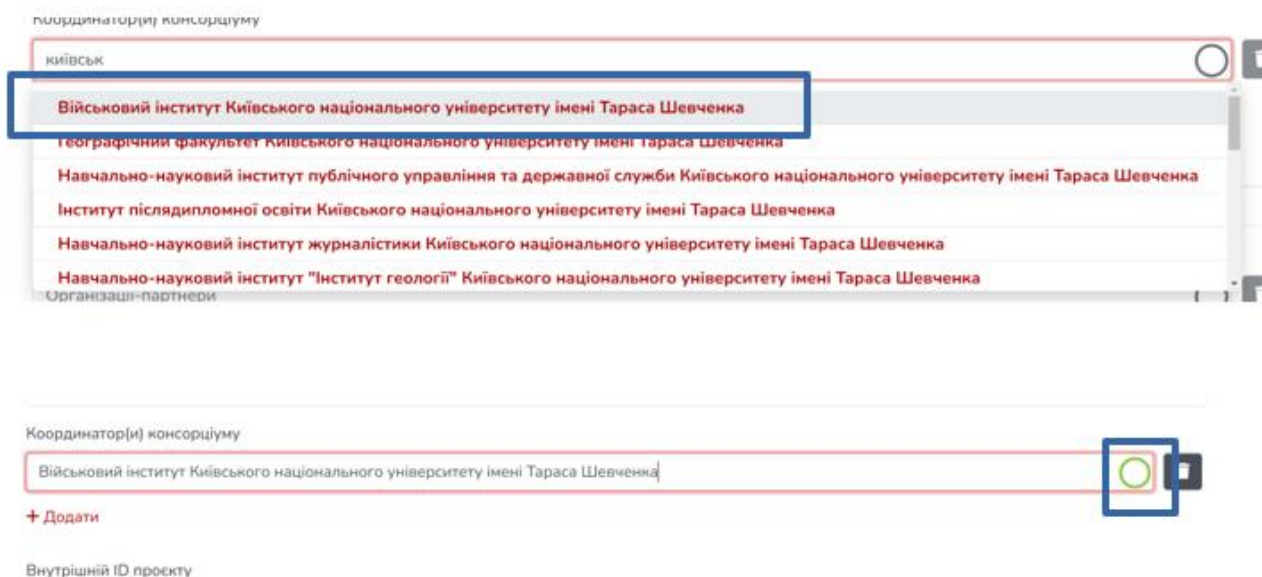 Координатор(и) консорціуму
київськ
Військовий інститут Київського національного університету імені Тараса Шевченка
Географічний факультет Київського національного університету імені Тараса Шевченка
Навчально-науковий інститут публічного управління та державної служби Київського національного університету імені Тараса Шевченка
Інститут післядипломної освіти Київського національного університету імені Тараса Шевченка
Навчально-науковий інститут журналістики Київського національного університету імені Тараса Шевченка
Навчально-науковий інститут "Інститут геології" Київського національного університету імені Тараса Шевченка
Організації-партнери
Координатор(и) консорціуму
Військовий інститут Київського національного університету імені Тараса Шевченка
+ Додати
Внутрішній ID проєкту